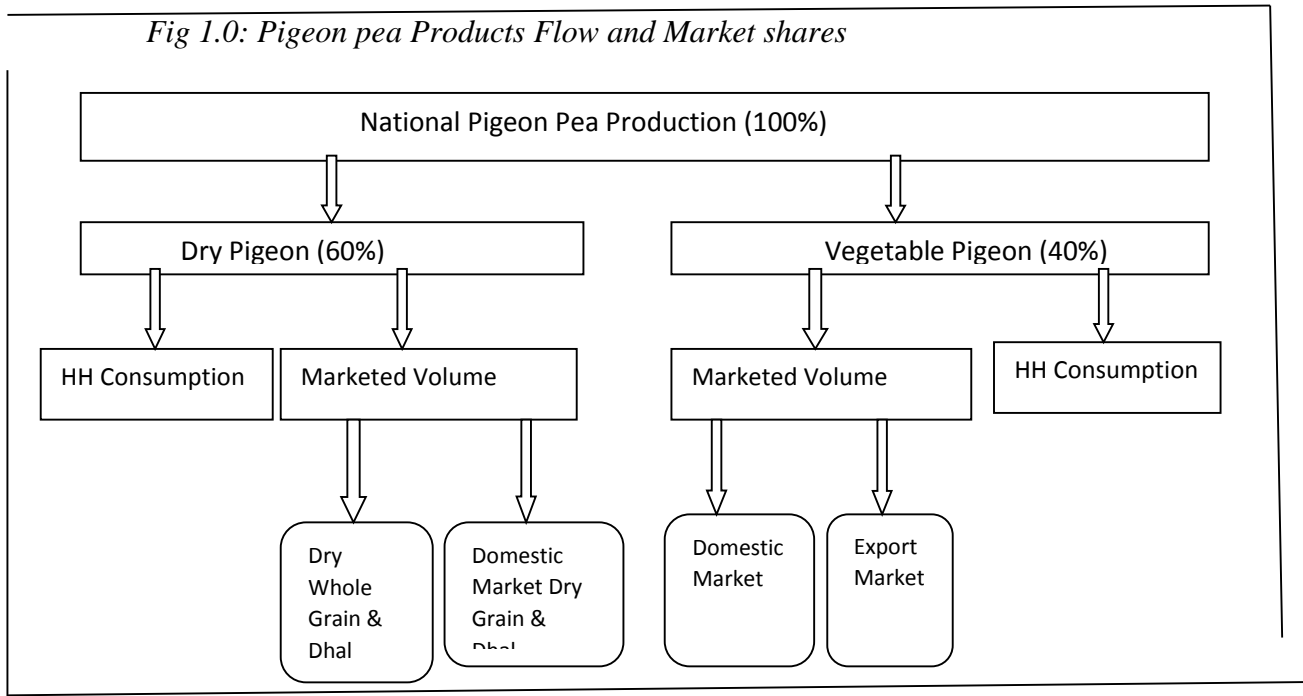 Fig 1.0: Pigeon pea Products Flow and Market shares
National Pigeon Pea Production (100%)
Dry Pigeon (60%)
Vegetable Pigeon (40%)
HH Consumption
Marketed Volume
Marketed Volume
HH Consumption
Dry
Whole
Grain &
Dhal
Domestic
Market Dry
Grain &
Dhal
Domestic
Market
Export
Market